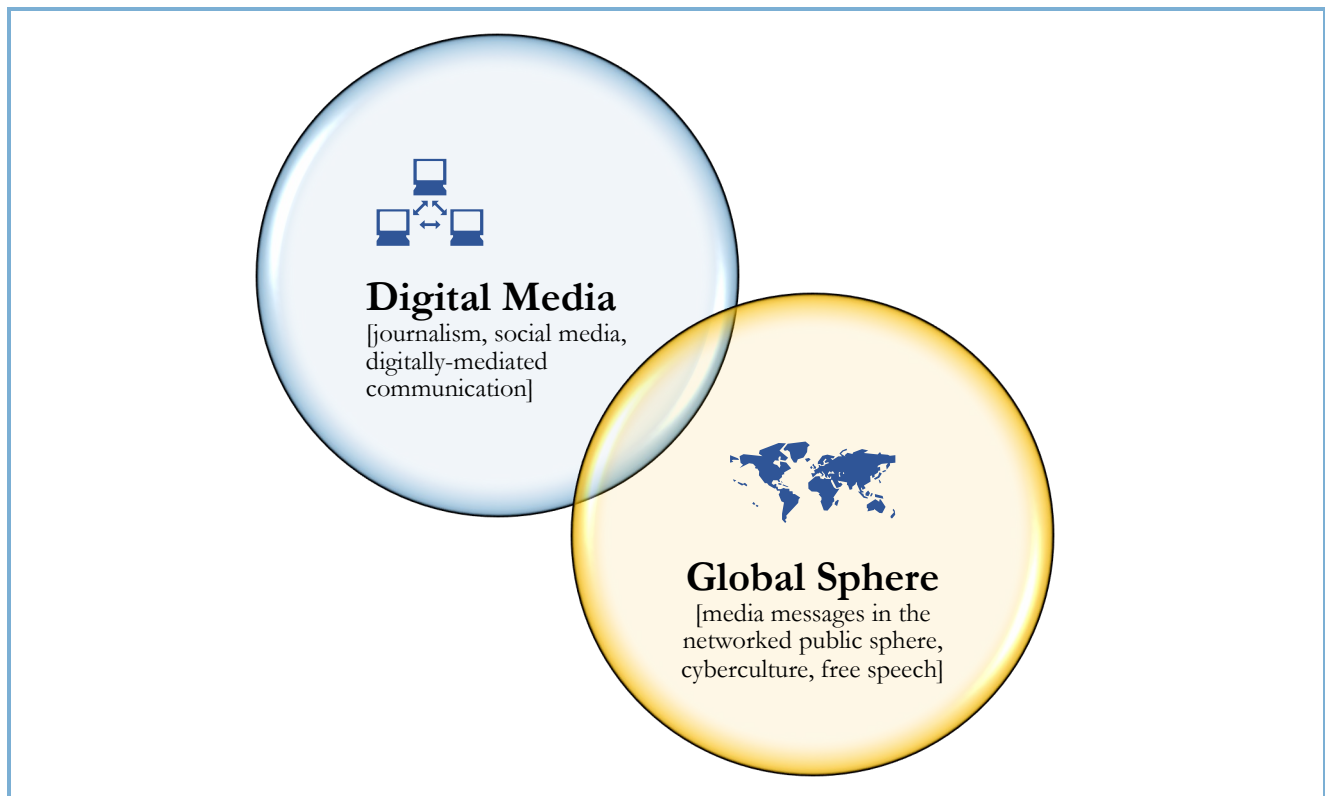 Digital Media
[journalism, social media,
digitally-mediated
communication]
Global Sphere
[media messages in the
networked public sphere,
cyberculture, free speech]